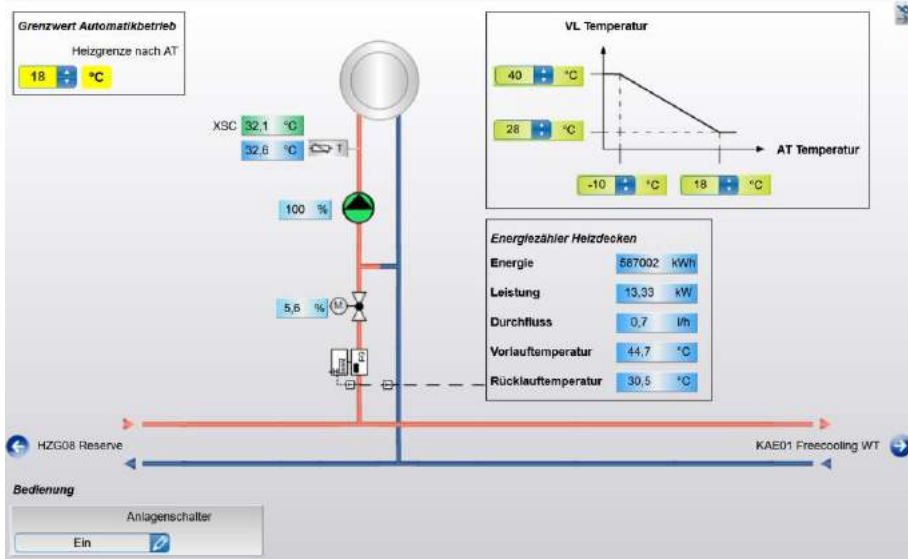 Grenzwert Automatikbetrieb
Heizgrenze nach AT
18 °C
XSC 32,1 °C
32,6 °C T
100 %
5,6 %
M
VL Temperatur
40 °C
28 °C
AT Temperatur
-10 °C 18 °C
Energiezähler Heizdecken
Energie 587002 kWh
Leistung 13,33 kW
Durchfluss 0,7 l/h
Vorlauftemperatur 44,7 °C
Rücklauftemperatur 30,5 °C
HZG08 Reserve
KAE01 Freecooling WT
Bedienung
Anlagenschalter
Ein